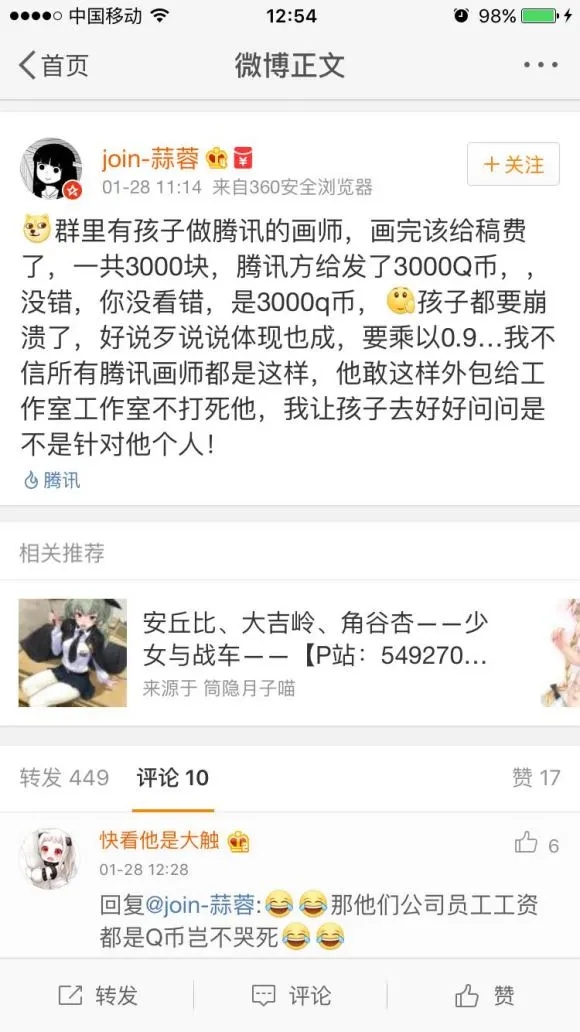 中国移动 12:54 98%
首页 微博正文
join-蒜蓉
+关注
01-28 11:14 来自360安全浏览器
群里有孩子做腾讯的画师，画完该给稿费
了，一共3000块，腾讯方给发了3000Q币，，
没错，你没看错，是3000q币，孩子都要崩
溃了，好说歹说说体现也成，要乘以0.9...我不
信所有腾讯画师都是这样，他敢这样外包给工
作室工作室不打死他，我让孩子去好好问问是
不是针对他个人！
腾讯
相关推荐
安丘比、大吉岭、角谷杏——少
女与战车——【P站：549270...
来源于 筒隐月子喵
转发 449 评论 10 赞 17
快看他是大触
6
01-28 12:28
回复@join-蒜蓉:😂😂那他们公司员工工资
都是Q币岂不哭死😂😂
转发 评论 赞